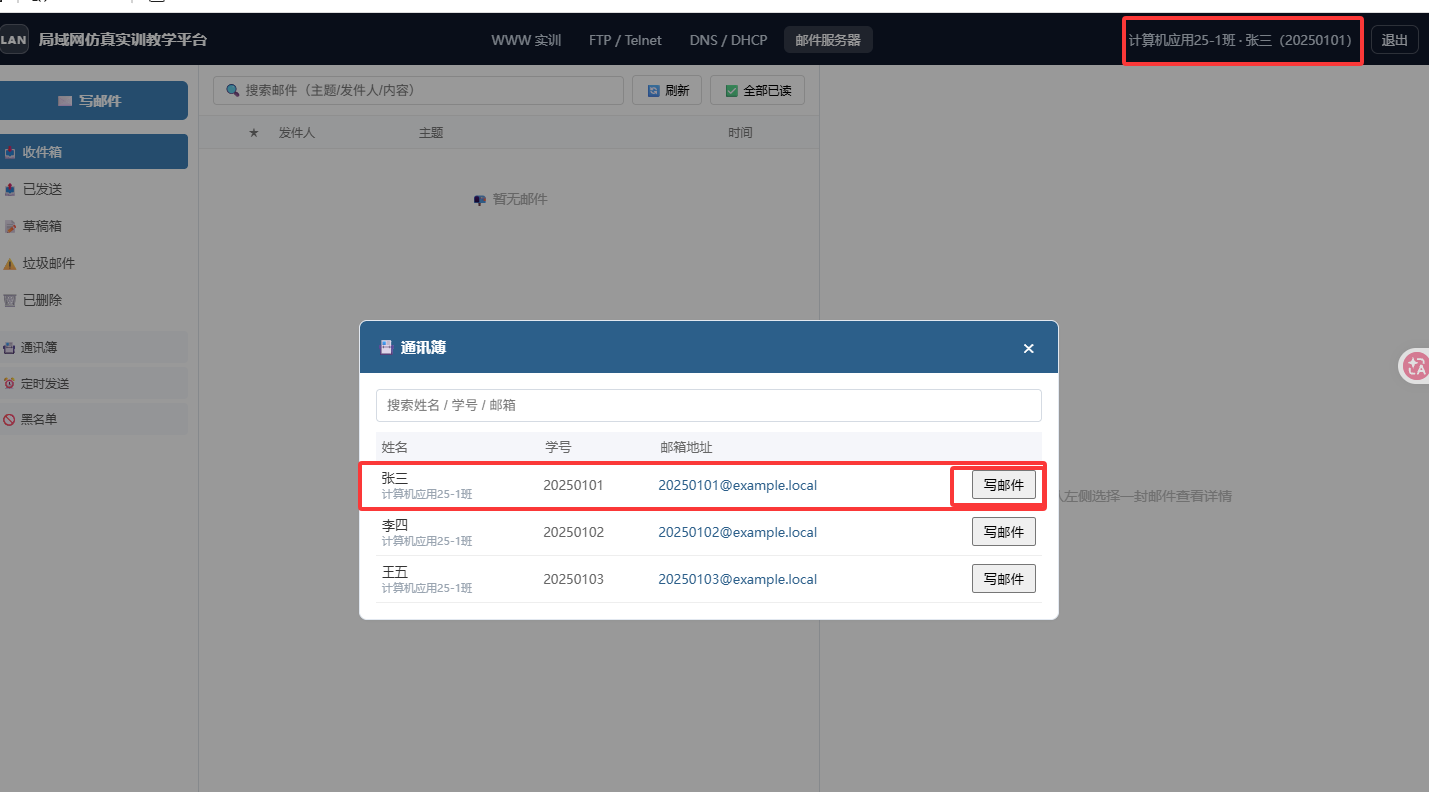 LAN 局域网仿真实训教学平台 WWW 实训 FTP / Telnet DNS / DHCP 邮件服务器 计算机应用25-1班 · 张三（20250101） 退出
写邮件 搜索邮件（主题/发件人/内容） 刷新 全部已读
★ 发件人 主题 时间
收件箱
已发送
暂无邮件
草稿箱
垃圾邮件
已删除
通讯簿
定时发送
黑名单
通讯簿 ×
搜索姓名 / 学号 / 邮箱
姓名 学号 邮箱地址
张三 20250101 20250101@example.local 写邮件
计算机应用25-1班
左侧选择一封邮件查看详情
李四 20250102 20250102@example.local 写邮件
计算机应用25-1班
王五 20250103 20250103@example.local 写邮件
计算机应用25-1班